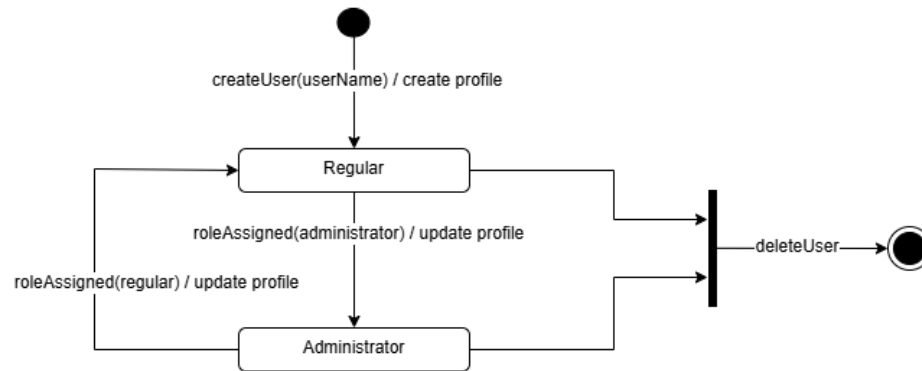 createUser(userName) / create profile
Regular
roleAssigned(administrator) / update profile
deleteUser
roleAssigned(regular) / update profile
Administrator